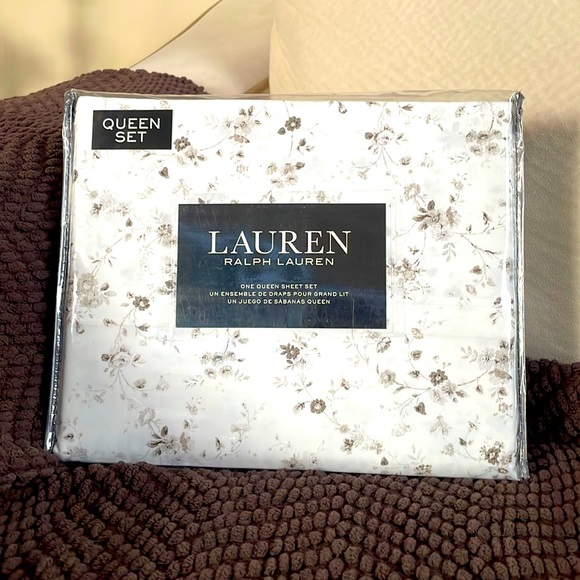 QUEEN
SET
LAUREN
RALPH LAUREN
ONE QUEEN SHEET SET
UN ENSEMBLE DE DRAPS POUR GRAND LIT
UN JUEGO DE SABANAS QUEEN